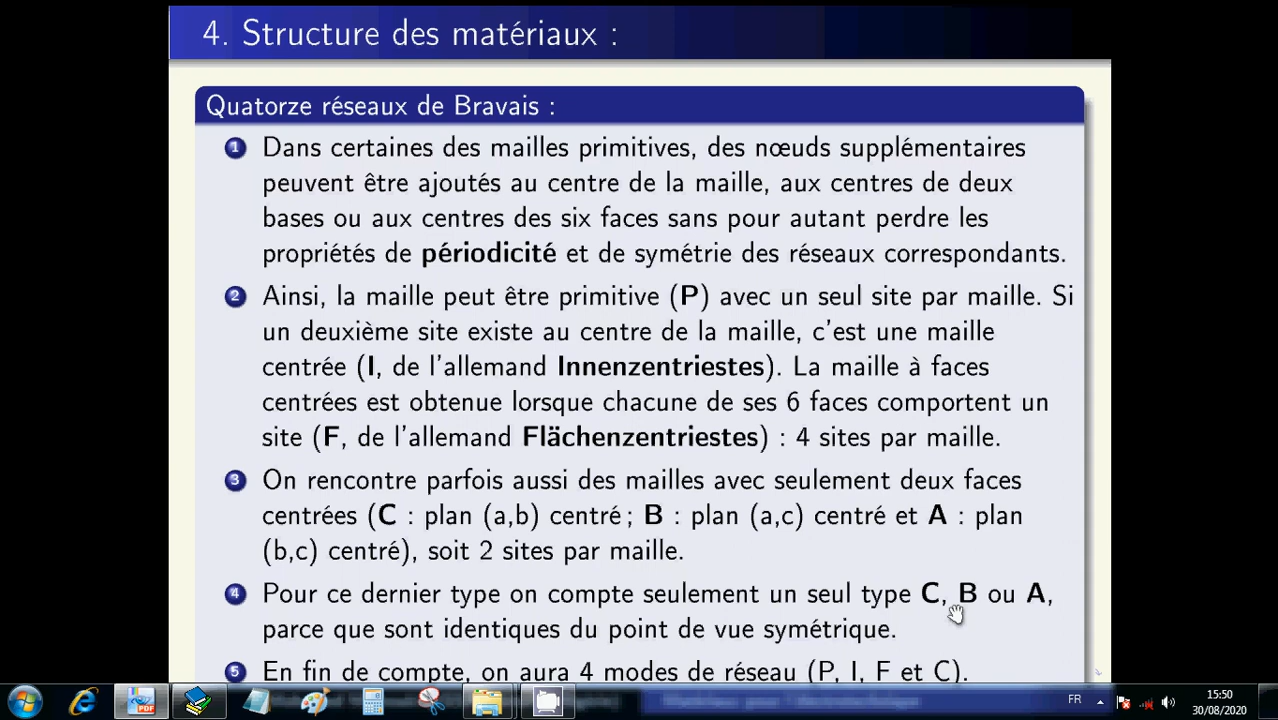 4. Structure des matériaux :
Quatorze réseaux de Bravais :
1 Dans certaines des mailles primitives, des nœuds supplémentaires
peuvent être ajoutés au centre de la maille, aux centres de deux
bases ou aux centres des six faces sans pour autant perdre les
propriétés de périodicité et de symétrie des réseaux correspondants.
2 Ainsi, la maille peut être primitive (P) avec un seul site par maille. Si
un deuxième site existe au centre de la maille, c'est une maille
centrée (I, de l'allemand Innenzentriestes). La maille à faces
centrées est obtenue lorsque chacune de ses 6 faces comportent un
site (F, de l'allemand Flächenzentriestes) : 4 sites par maille.
3 On rencontre parfois aussi des mailles avec seulement deux faces
centrées (C : plan (a,b) centré ; B : plan (a,c) centré et A : plan
(b,c) centré), soit 2 sites par maille.
4 Pour ce dernier type on compte seulement un seul type C, B ou A,
parce que sont identiques du point de vue symétrique.
5 En fin de compte, on aura 4 modes de réseau (P, I, F et C).
PDF
FR
15:50
30/08/2020